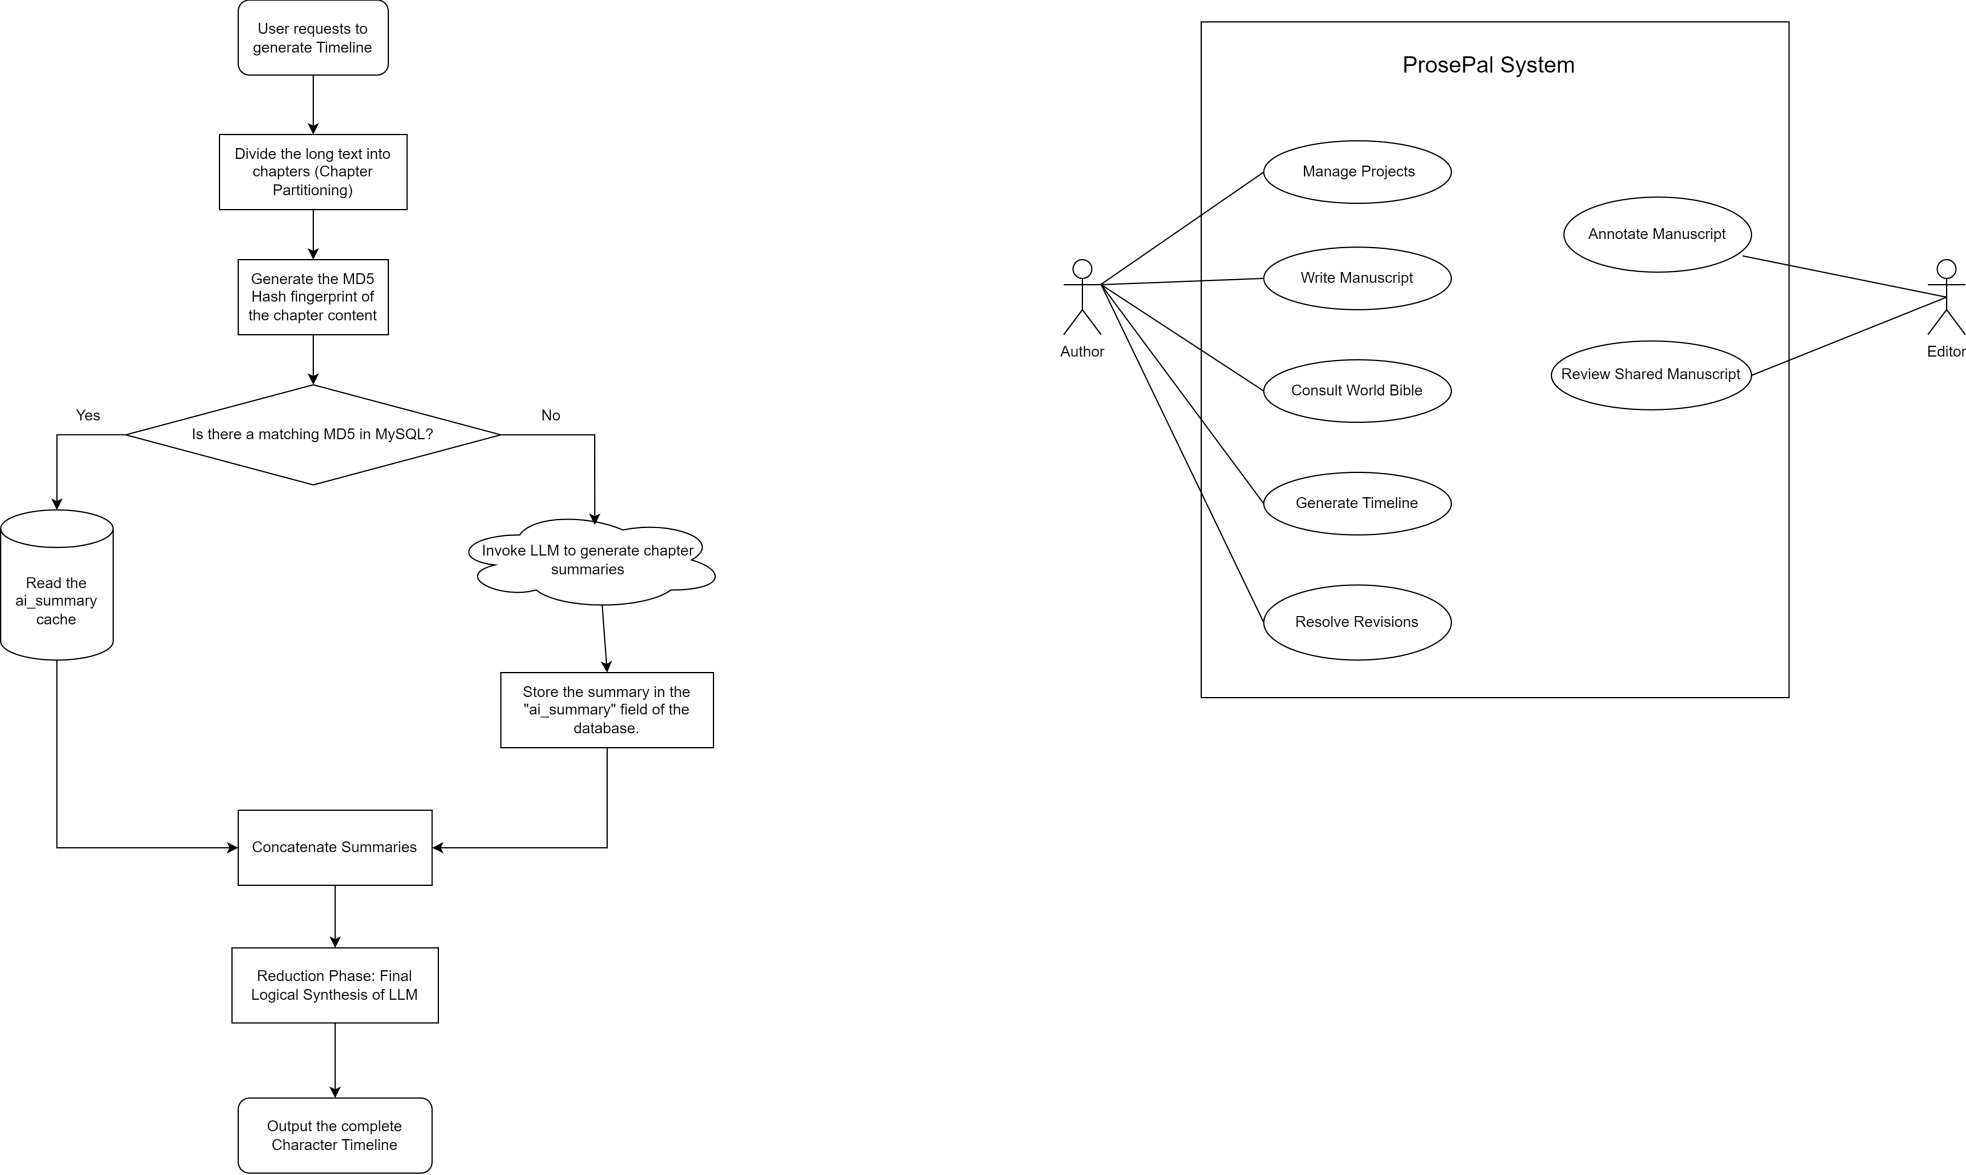 User requests to
generate Timeline
Divide the long text into
chapters (Chapter
Partitioning)
Generate the MD5
Hash fingerprint of
the chapter content
Is there a matching MD5 in MySQL?
Yes
No
Read the
ai_summary
cache
Invoke LLM to generate chapter
summaries
Store the summary in the
"ai_summary" field of the
database.
Concatenate Summaries
Reduction Phase: Final
Logical Synthesis of LLM
Output the complete
Character Timeline
ProsePal System
Manage Projects
Write Manuscript
Consult World Bible
Generate Timeline
Resolve Revisions
Annotate Manuscript
Review Shared Manuscript
Author
Editor